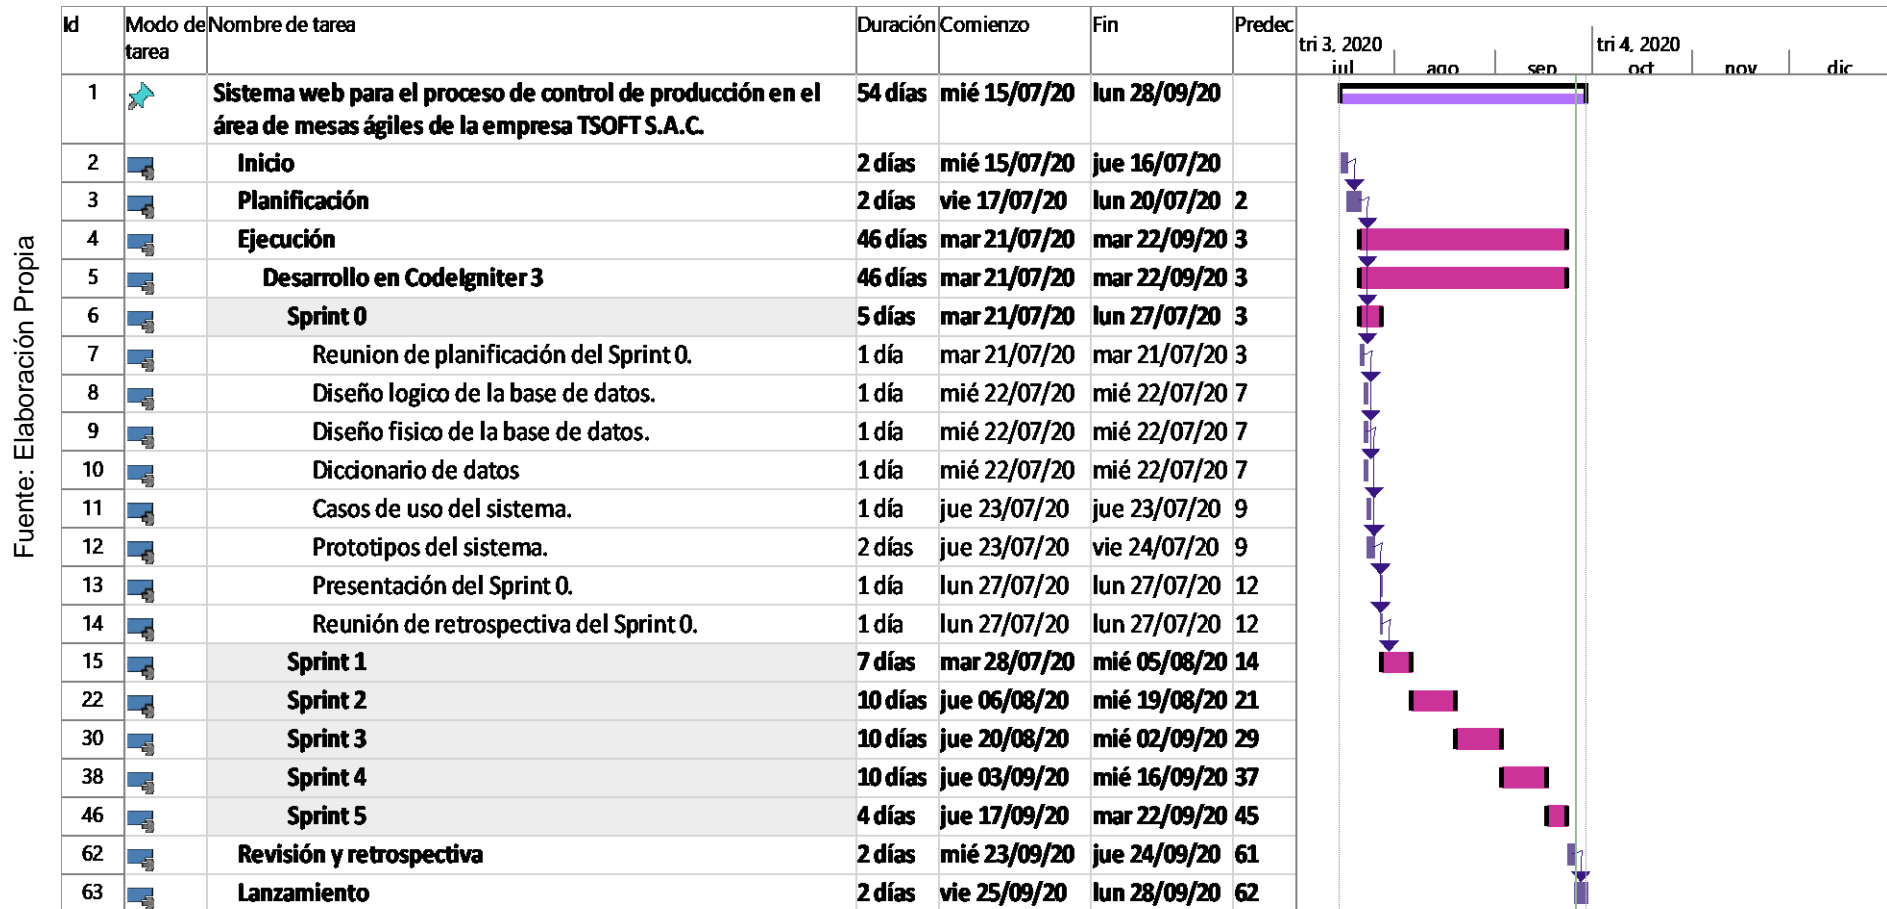 Fuente: Elaboración Propia
Id Modo de Nombre de tarea Duración Comienzo Fin Predec
tarea
tri 3, 2020 tri 4, 2020
jul ago sep oct nov dic
1 Sistema web para el proceso de control de producción en el 54 días mié 15/07/20 lun 28/09/20
área de mesas ágiles de la empresa TSOFT S.A.C.
2 Inicio 2 días mié 15/07/20 jue 16/07/20
3 Planificación 2 días vie 17/07/20 lun 20/07/20 2
4 Ejecución 46 días mar 21/07/20 mar 22/09/20 3
5 Desarrollo en CodeIgniter 3 46 días mar 21/07/20 mar 22/09/20 3
6 Sprint 0 5 días mar 21/07/20 lun 27/07/20 3
7 Reunion de planificación del Sprint 0. 1 día mar 21/07/20 mar 21/07/20 3
8 Diseño logico de la base de datos. 1 día mié 22/07/20 mié 22/07/20 7
9 Diseño fisico de la base de datos. 1 día mié 22/07/20 mié 22/07/20 7
10 Diccionario de datos 1 día mié 22/07/20 mié 22/07/20 7
11 Casos de uso del sistema. 1 día jue 23/07/20 jue 23/07/20 9
12 Prototipos del sistema. 2 días jue 23/07/20 vie 24/07/20 9
13 Presentación del Sprint 0. 1 día lun 27/07/20 lun 27/07/20 12
14 Reunión de retrospectiva del Sprint 0. 1 día lun 27/07/20 lun 27/07/20 12
15 Sprint 1 7 días mar 28/07/20 mié 05/08/20 14
22 Sprint 2 10 días jue 06/08/20 mié 19/08/20 21
30 Sprint 3 10 días jue 20/08/20 mié 02/09/20 29
38 Sprint 4 10 días jue 03/09/20 mié 16/09/20 37
46 Sprint 5 4 días jue 17/09/20 mar 22/09/20 45
62 Revisión y retrospectiva 2 días mié 23/09/20 jue 24/09/20 61
63 Lanzamiento 2 días vie 25/09/20 lun 28/09/20 62